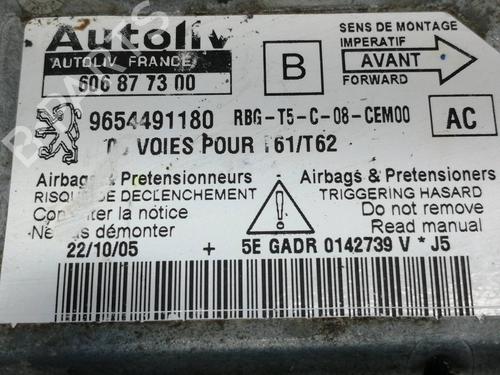 Autoliv
AUTOLIV FRANCE
606 87 73 00
B
SENS DE MONTAGE
IMPERATIF
AVANT
FORWARD
9654491180 RBG-T5-C-08-CEM00
AC
VOIES POUR T61/T62
Airbags & Pretensionneurs
RISQUE DE DECLENCHEMENT
Consulter la notice
Ne pas démonter
Airbags & Pretensioners
TRIGGERING HASARD
Do not remove
Read manual
22/10/05 + 5E GADR 0142739 V * J5